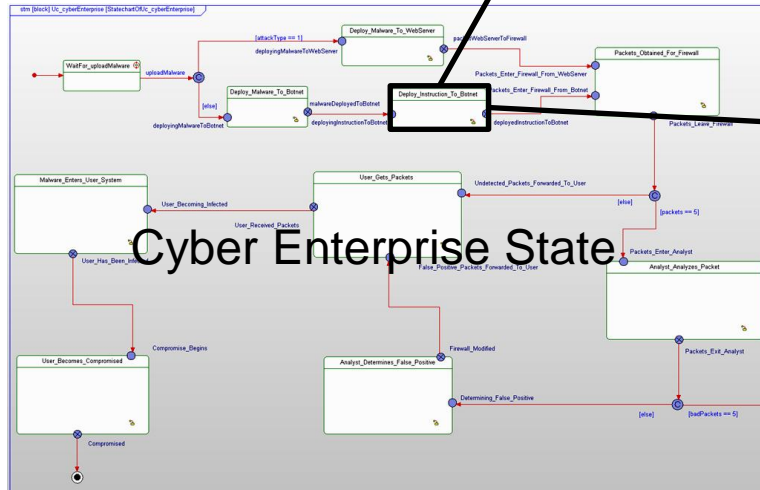 stm [block] Uc_cyberEnterprise [StatechartOfUc_cyberEnterprise]
Deploy_Malware_To_WebServer
[attackType == 1]
deployingMalwareToWebServer
WebServerToFirewall
Packets_Obtained_For_Firewall
WaitFor_uploadMalware
uploadMalware
Packets_Enter_Firewall_From_WebServer
Deploy_Malware_To_Botnet
malwareDeployedToBotnet
Deploy_Instruction_To_Botnet
Packets_Enter_Firewall_From_Botnet
[else]
deployingMalwareToBotnet
deployingInstructionToBotnet
deployedInstructionToBotnet
Packets_Leave_Firewall
Malware_Enters_User_System
User_Gets_Packets
Undetected_Packets_Forwarded_To_User
User_Becoming_Infected
[else]
[packets == 5]
User_Received_Packets
Cyber Enterprise State
Packets_Enter_Analyst
User_Has_Been_Infected
False_Positive_Packets_Forwarded_To_User
Analyst_Analyzes_Packet
Compromise_Begins
Firewall_Modified
Packets_Exit_Analyst
User_Becomes_Compromised
Analyst_Determines_False_Positive
Determining_False_Positive
[else]
[badPackets == 5]
Compromised